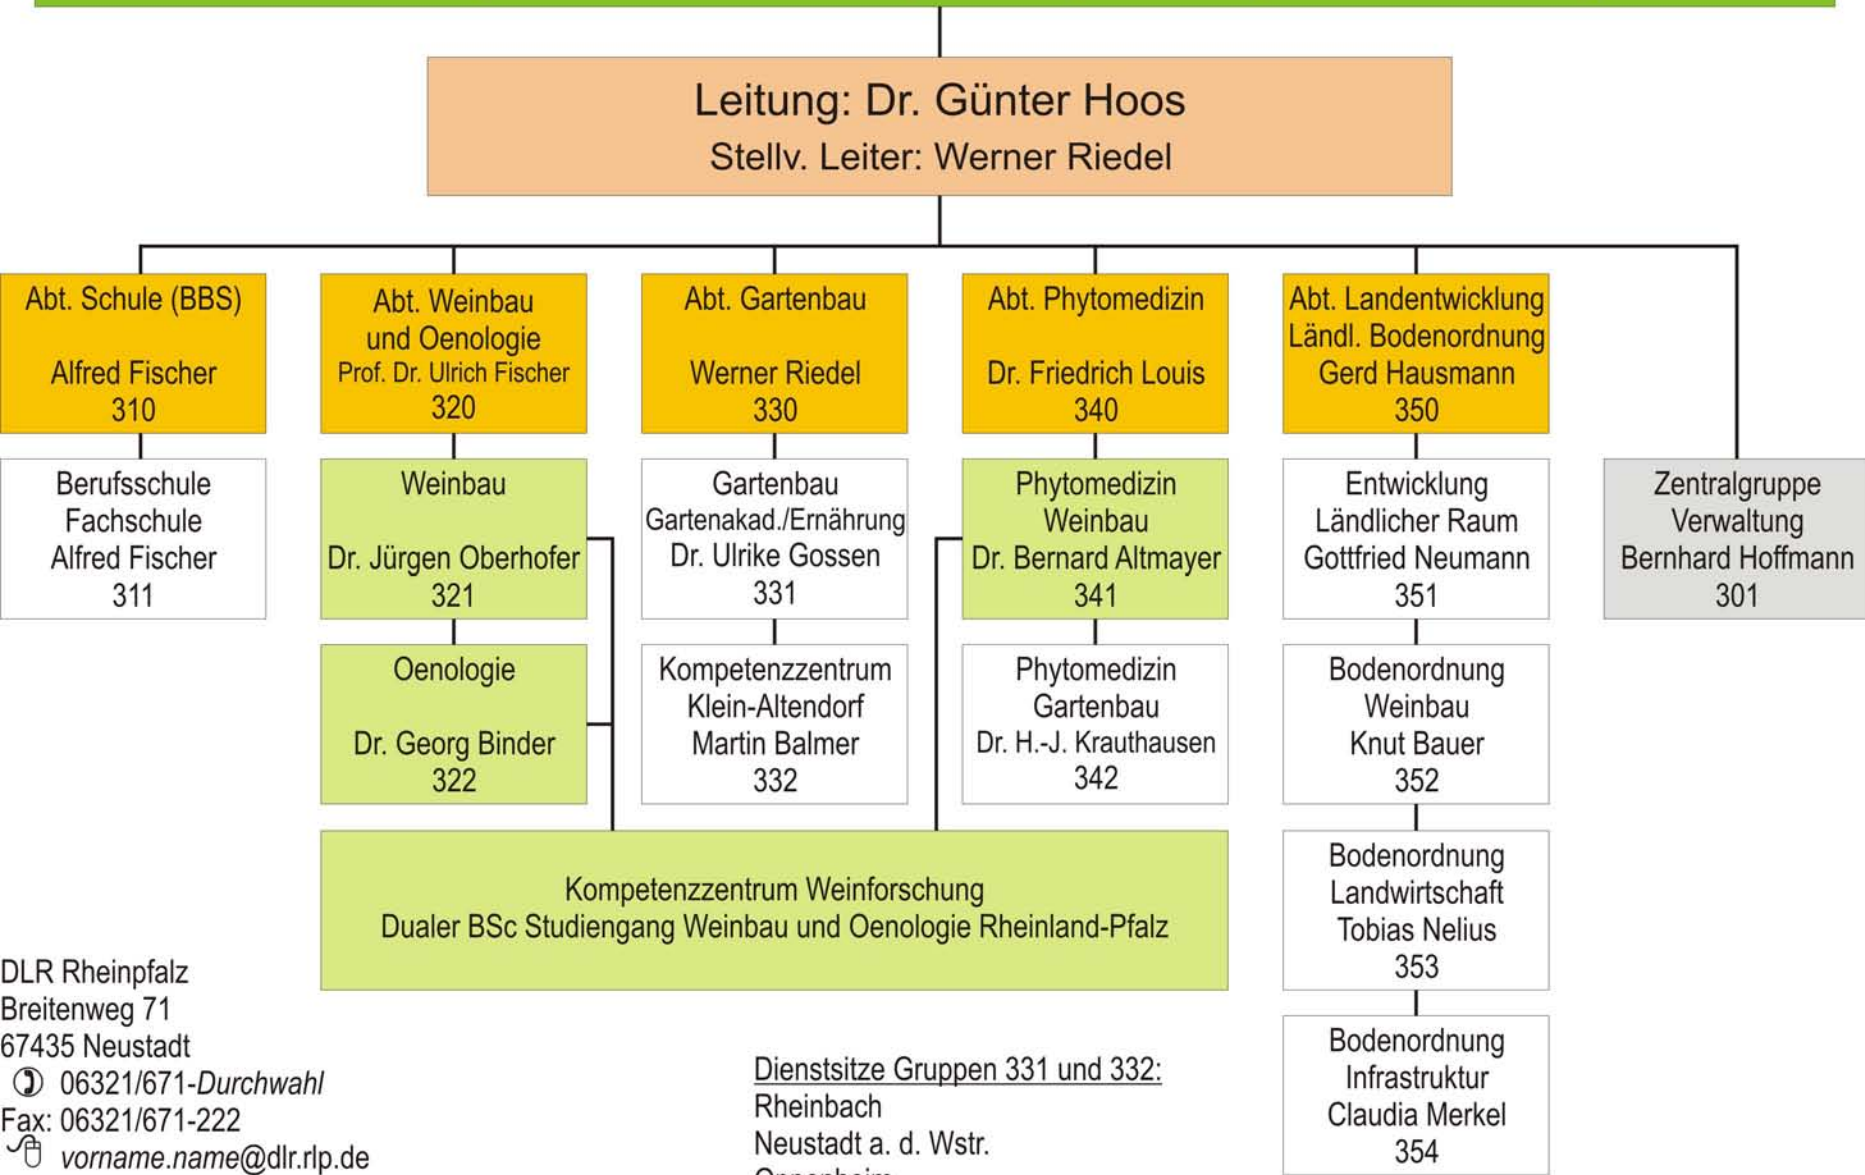 Leitung: Dr. Günter Hoos
Stellv. Leiter: Werner Riedel
Abt. Schule (BBS)
Alfred Fischer
310
Abt. Weinbau
und Oenologie
Prof. Dr. Ulrich Fischer
320
Abt. Gartenbau
Werner Riedel
330
Abt. Phytomedizin
Dr. Friedrich Louis
340
Abt. Landentwicklung
Ländl. Bodenordnung
Gerd Hausmann
350
Berufsschule
Fachschule
Alfred Fischer
311
Weinbau
Dr. Jürgen Oberhofer
321
Gartenbau
Gartenakad./Ernährung
Dr. Ulrike Gossen
331
Phytomedizin
Weinbau
Dr. Bernard Altmayer
341
Entwicklung
Ländlicher Raum
Gottfried Neumann
351
Zentralgruppe
Verwaltung
Bernhard Hoffmann
301
Oenologie
Dr. Georg Binder
322
Kompetenzzentrum
Klein-Altendorf
Martin Balmer
332
Phytomedizin
Gartenbau
Dr. H.-J. Krauthausen
342
Bodenordnung
Weinbau
Knut Bauer
352
Kompetenzzentrum Weinforschung
Dualer BSc Studiengang Weinbau und Oenologie Rheinland-Pfalz
Bodenordnung
Landwirtschaft
Tobias Nelius
353
Bodenordnung
Infrastruktur
Claudia Merkel
354
DLR Rheinpfalz
Breitenweg 71
67435 Neustadt
06321/671-Durchwahl
Fax: 06321/671-222
vorname.name@dlr.rlp.de
Dienstsitze Gruppen 331 und 332:
Rheinbach
Neustadt a. d. Wstr.